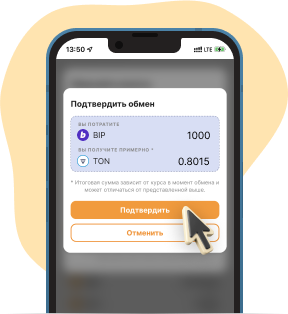 13:50
LTE
Подтвердить обмен
ВЫ ПОТРАТИТЕ
BIP
1000
ВЫ ПОЛУЧИТЕ ПРИМЕРНО *
TON
0.8015
* Итоговая сумма зависит от курса в момент обмена и
может отличаться от представленной выше.
Подтвердить
Отменить